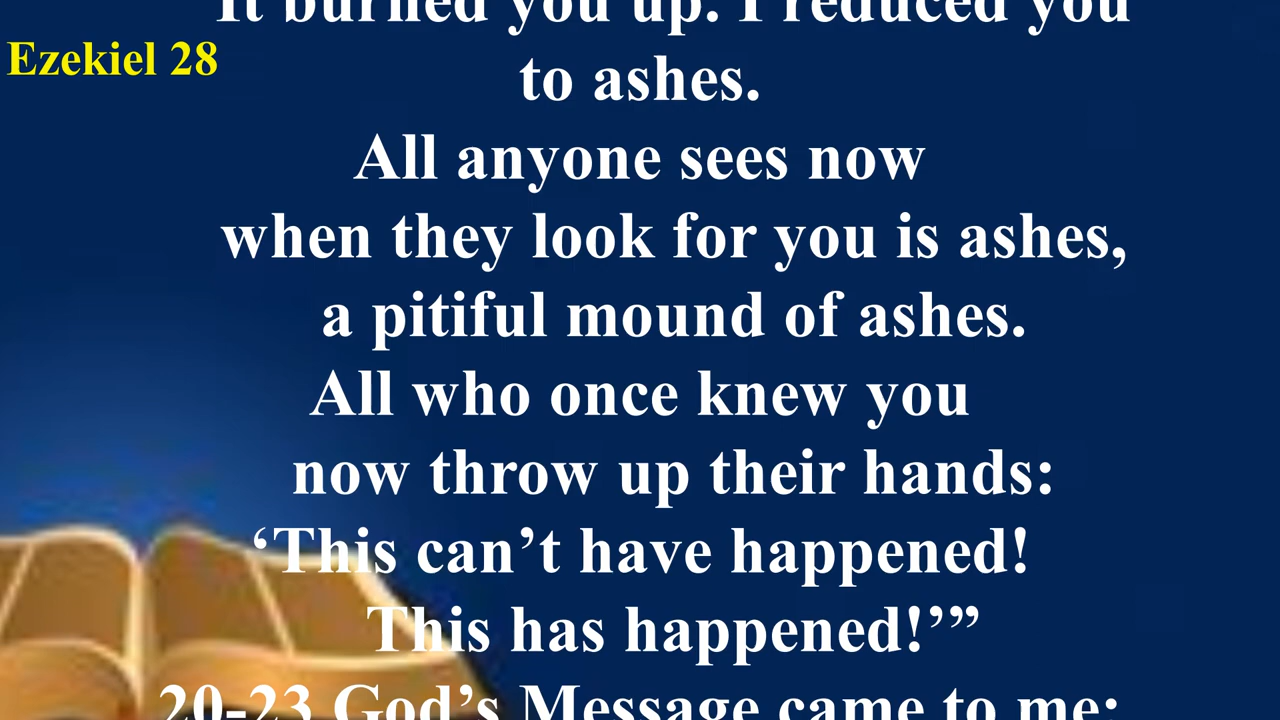 It burned you up. I reduced you
Ezekiel 28
to ashes.
All anyone sees now
when they look for you is ashes,
a pitiful mound of ashes.
All who once knew you
now throw up their hands:
‘This can’t have happened!
This has happened!’”
20-23 God’s Message came to me: